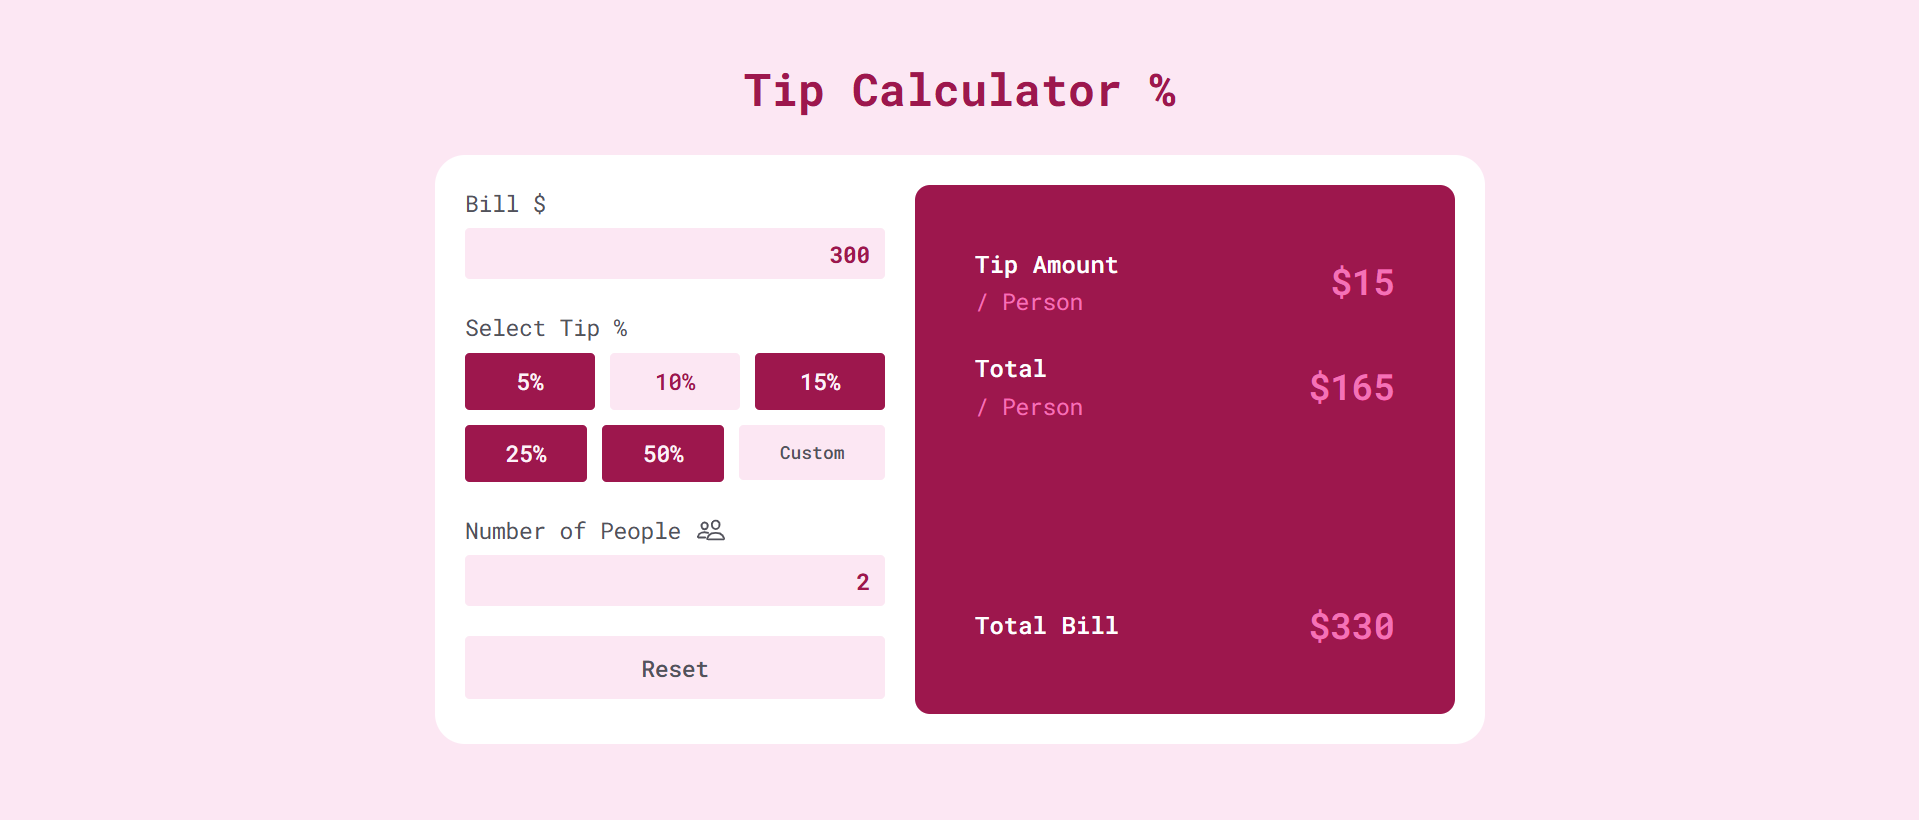 Tip Calculator %
Bill $
300
Select Tip %
5% 10% 15%
25% 50% Custom
Number of People
2
Reset
Tip Amount
/ Person
$15
Total
/ Person
$165
Total Bill
$330